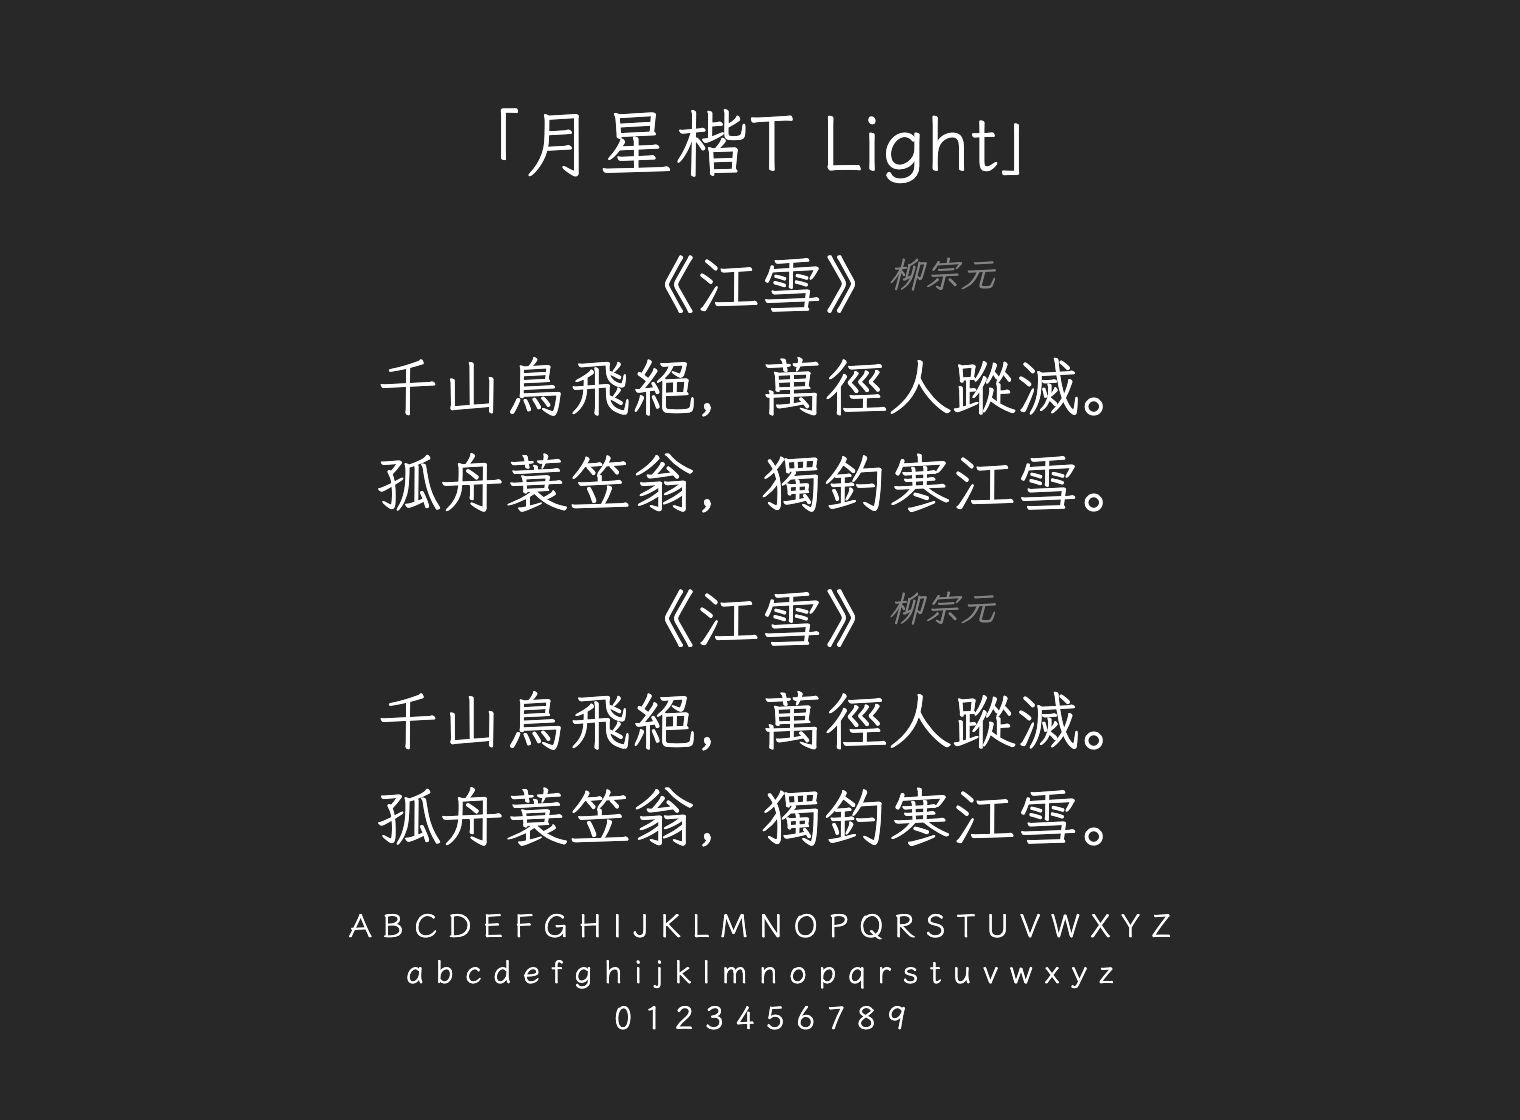 「月星楷T Light」
《江雪》 柳宗元
千山鳥飛絕，萬徑人蹤滅。
孤舟蓑笠翁，獨釣寒江雪。
《江雪》 柳宗元
千山鳥飛絕，萬徑人蹤滅。
孤舟蓑笠翁，獨釣寒江雪。
A B C D E F G H I J K L M N O P Q R S T U V W X Y Z
a b c d e f g h i j k l m n o p q r s t u v w x y z
0 1 2 3 4 5 6 7 8 9